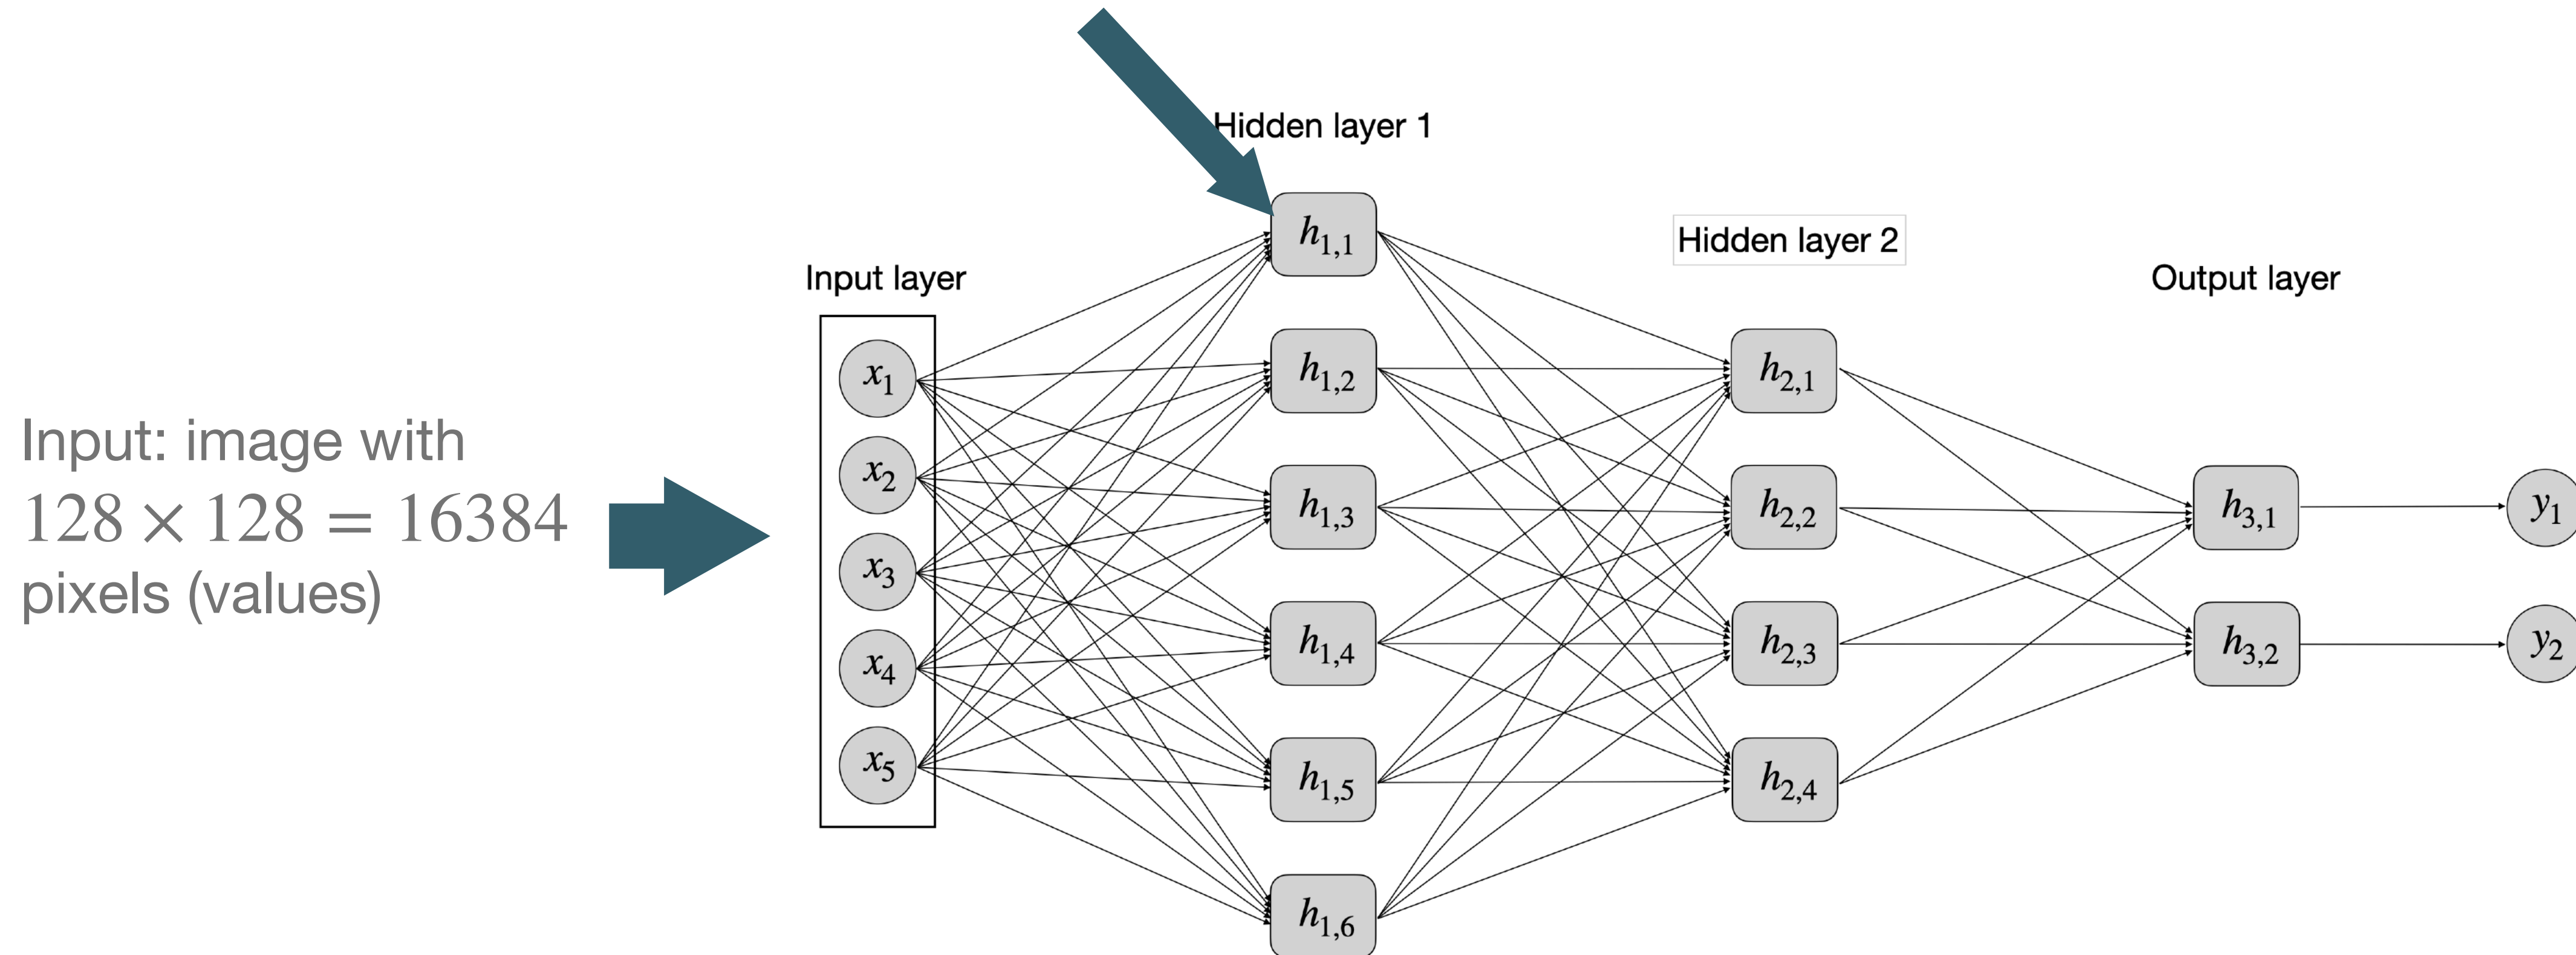 Hidden layer 1
Hidden layer 2
Input layer
Output layer
Input: image with
128 × 128 = 16384
pixels (values)
x₁
x₂
x₃
x₄
x₅
h₁,₁
h₁,₂
h₁,₃
h₁,₄
h₁,₅
h₁,₆
h₂,₁
h₂,₂
h₂,₃
h₂,₄
h₃,₁
h₃,₂
y₁
y₂